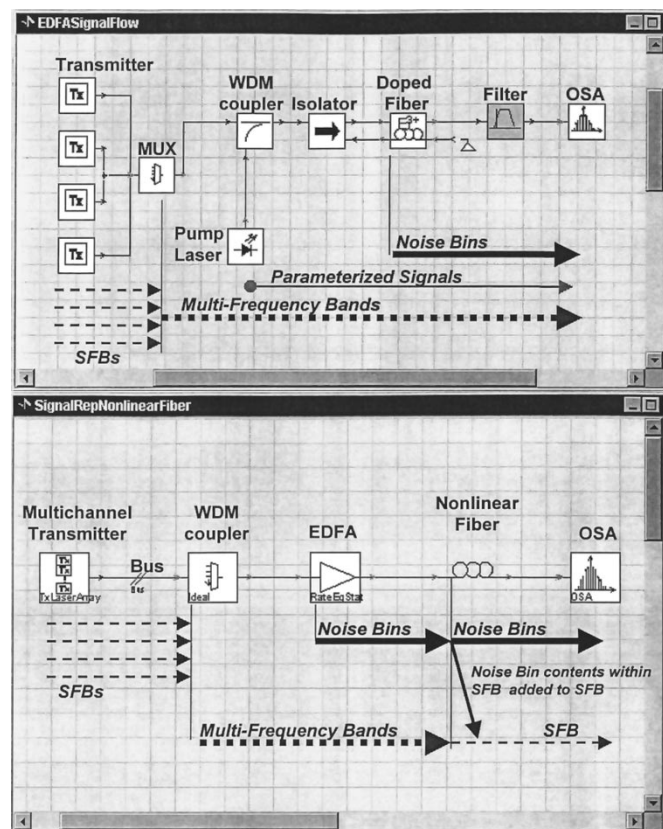 EDFASignalFlow
Transmitter
Tx
Tx
Tx
Tx
MUX
WDM
coupler
Isolator
Doped
Fiber
Filter
OSA
Pump
Laser
Noise Bins
Parameterized Signals
Multi-Frequency Bands
SFBs
SignalRepNonlinearFiber
Multichannel
Transmitter
Tx
Tx
TxLaserArray
Bus
WDM
coupler
Ideal
EDFA
RateEqStat
Nonlinear
Fiber
OSA
OSA
Noise Bins
Noise Bins
SFBs
Noise Bin contents within
SFB added to SFB
Multi-Frequency Bands
SFB